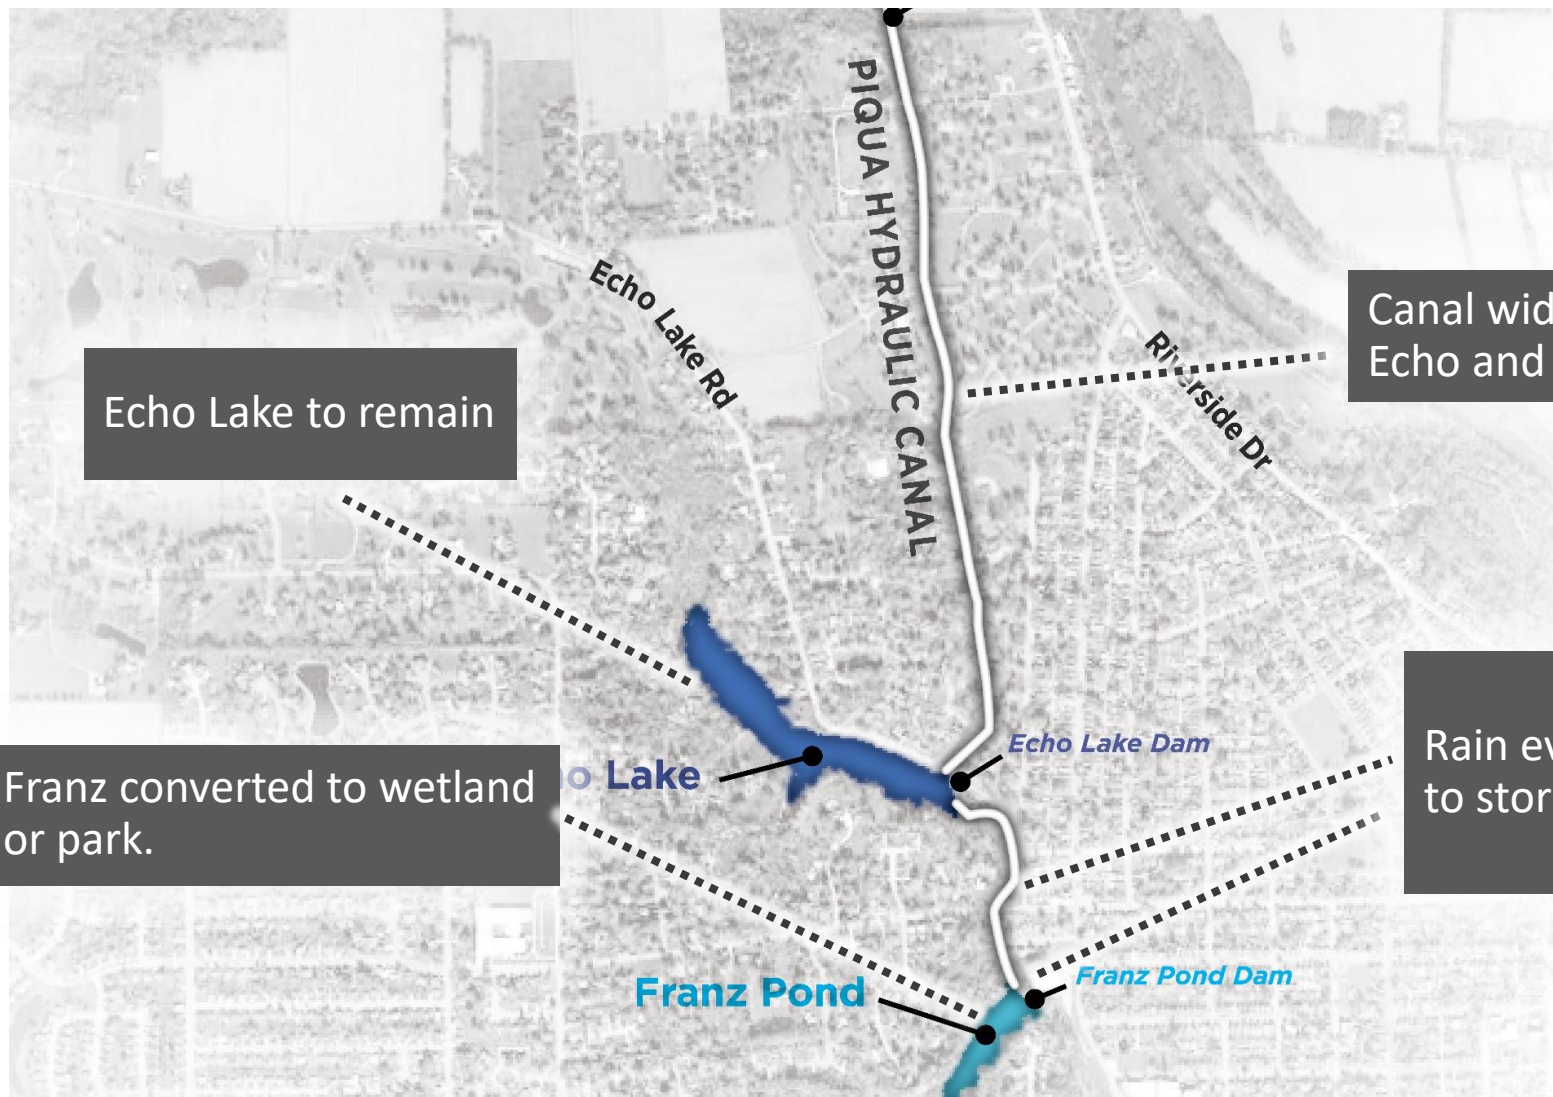 PIQUA HYDRAULIC CANAL
Echo Lake Rd
Canal wid
Echo and
Riverside Dr
Echo Lake to remain
Echo Lake Dam
o Lake
Franz converted to wetland
or park.
Rain ev
to stor
Franz Pond Dam
Franz Pond